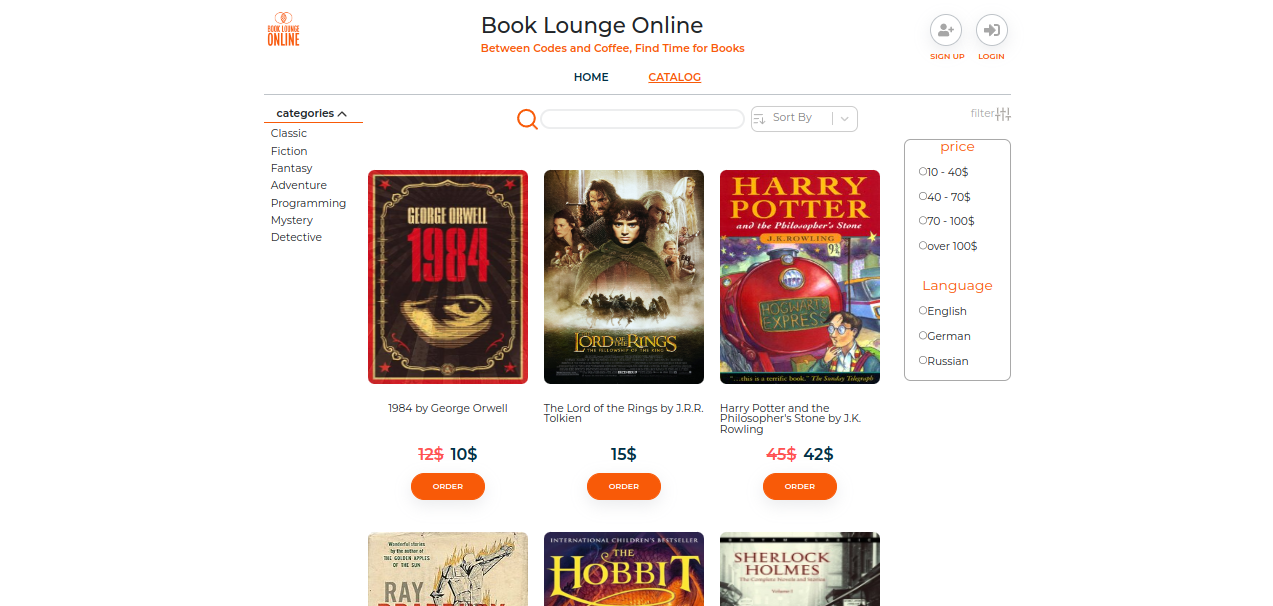 BOOK LOUNGE
ONLINE
Book Lounge Online
Between Codes and Coffee, Find Time for Books
SIGN UP
LOGIN
HOME
CATALOG
categories
Classic
Fiction
Fantasy
Adventure
Programming
Mystery
Detective
Sort By
filter
price
10 - 40$
40 - 70$
70 - 100$
over 100$
Language
English
German
Russian
GEORGE ORWELL
1984
THE
LORD OF THE RINGS
THE FELLOWSHIP OF THE RING
HARRY
POTTER
and the Philosopher's Stone
J.K.ROWLING
9¾
HOGWARTS
EXPRESS
"...this is a terrific book." The Sunday Telegraph
1984 by George Orwell
The Lord of the Rings by J.R.R.
Tolkien
Harry Potter and the
Philosopher's Stone by J.K.
Rowling
12$ 10$
15$
45$ 42$
ORDER
ORDER
ORDER
Wonderful stories
by the author of
THE GOLDEN APPLES
OF THE SUN
RAY
BRADBURY
INTERNATIONAL CHILDREN'S BESTSELLER
THE
HOBBIT
BANTAM CLASSICS
SHERLOCK
HOLMES
The Complete Novels and Stories
Volume I